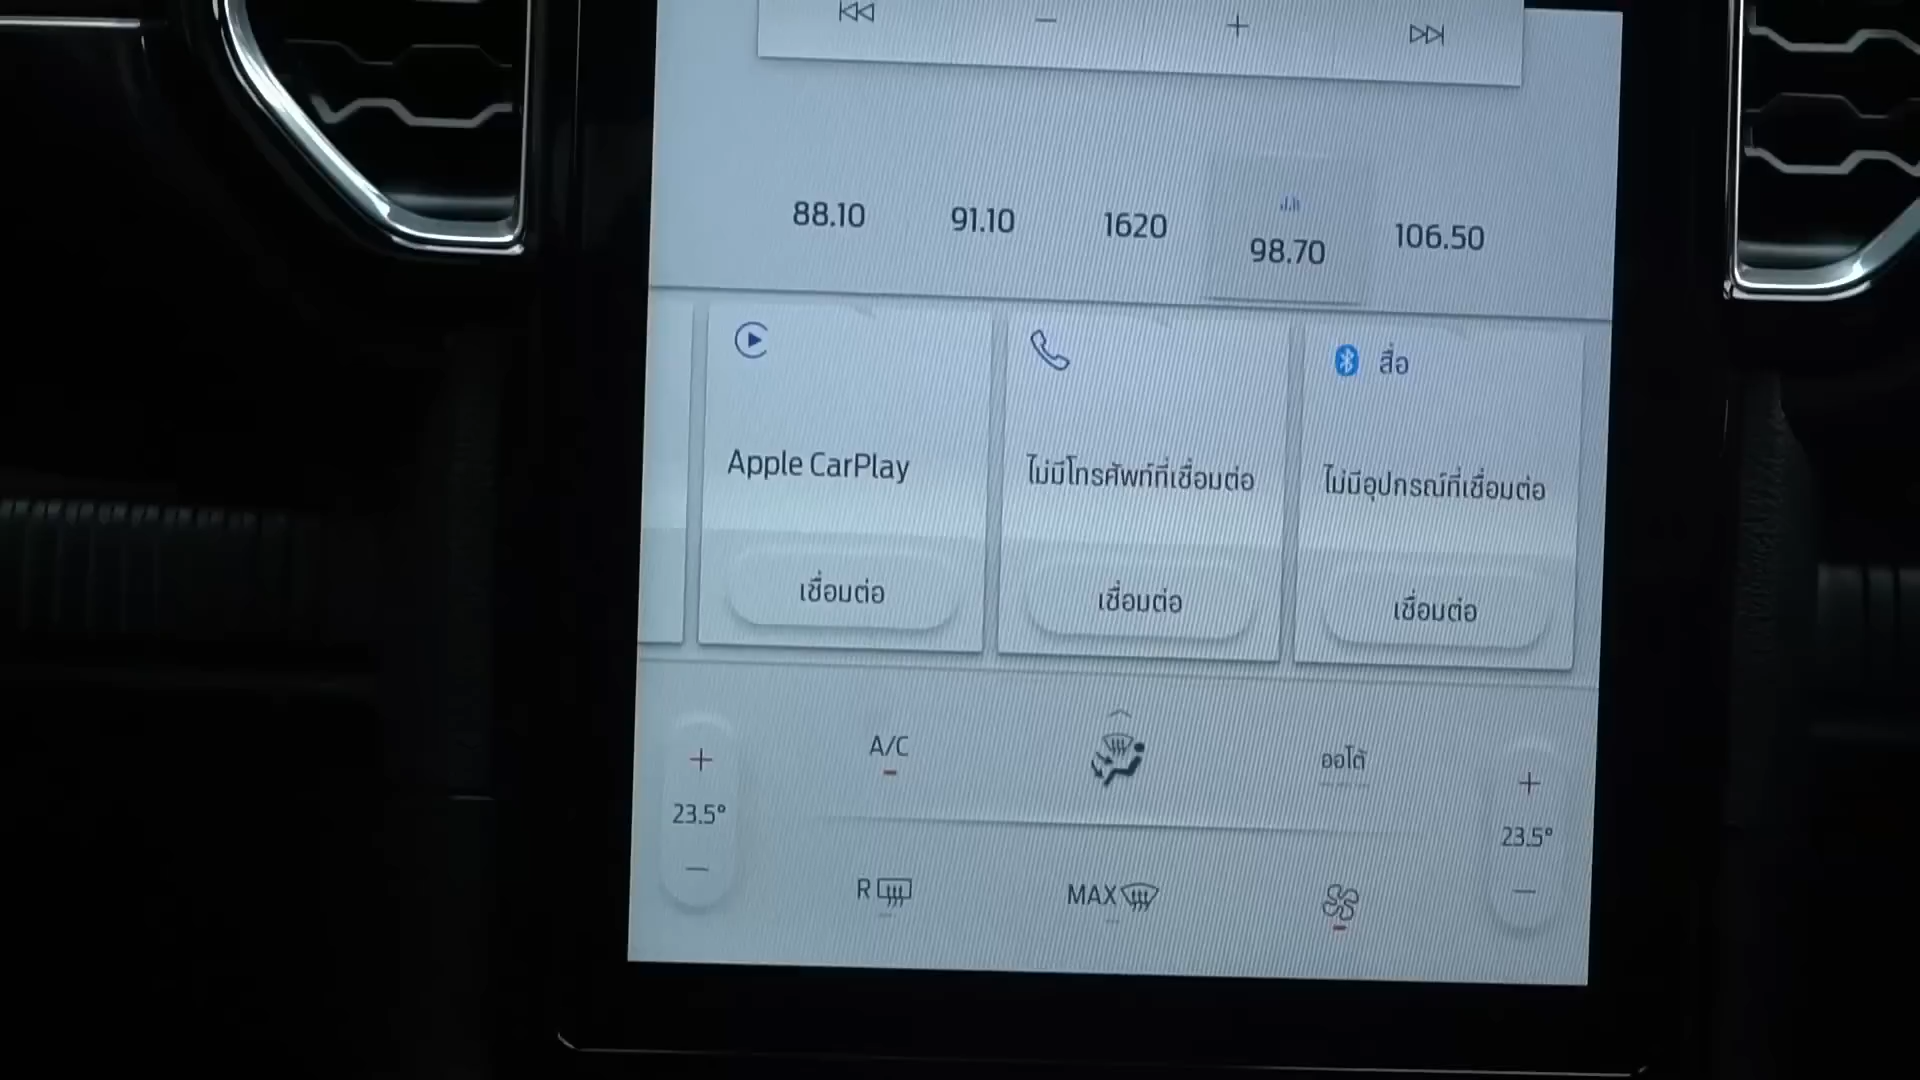 88.10 91.10 1620 98.70 106.50
สื่อ
Apple CarPlay
ไม่มีโทรศัพท์ที่เชื่อมต่อ
ไม่มีอุปกรณ์ที่เชื่อมต่อ
เชื่อมต่อ
เชื่อมต่อ
เชื่อมต่อ
A/C
ออโต้
23.5°
23.5°
R
MAX